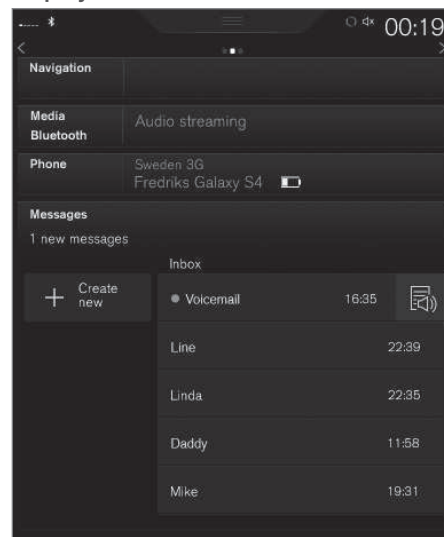 00:19
Navigation
Media
Bluetooth
Audio streaming
Phone
Sweden 3G
Fredriks Galaxy S4
Messages
1 new messages
Inbox
Create
new
Voicemail 16:35
Line 22:39
Linda 22:35
Daddy 11:58
Mike 19:31